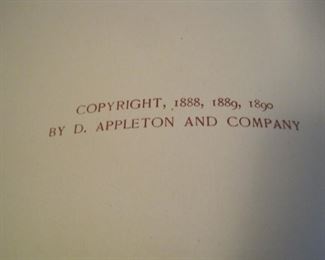 COPYRIGHT, 1888, 1889, 1890
BY D. APPLETON AND COMPANY